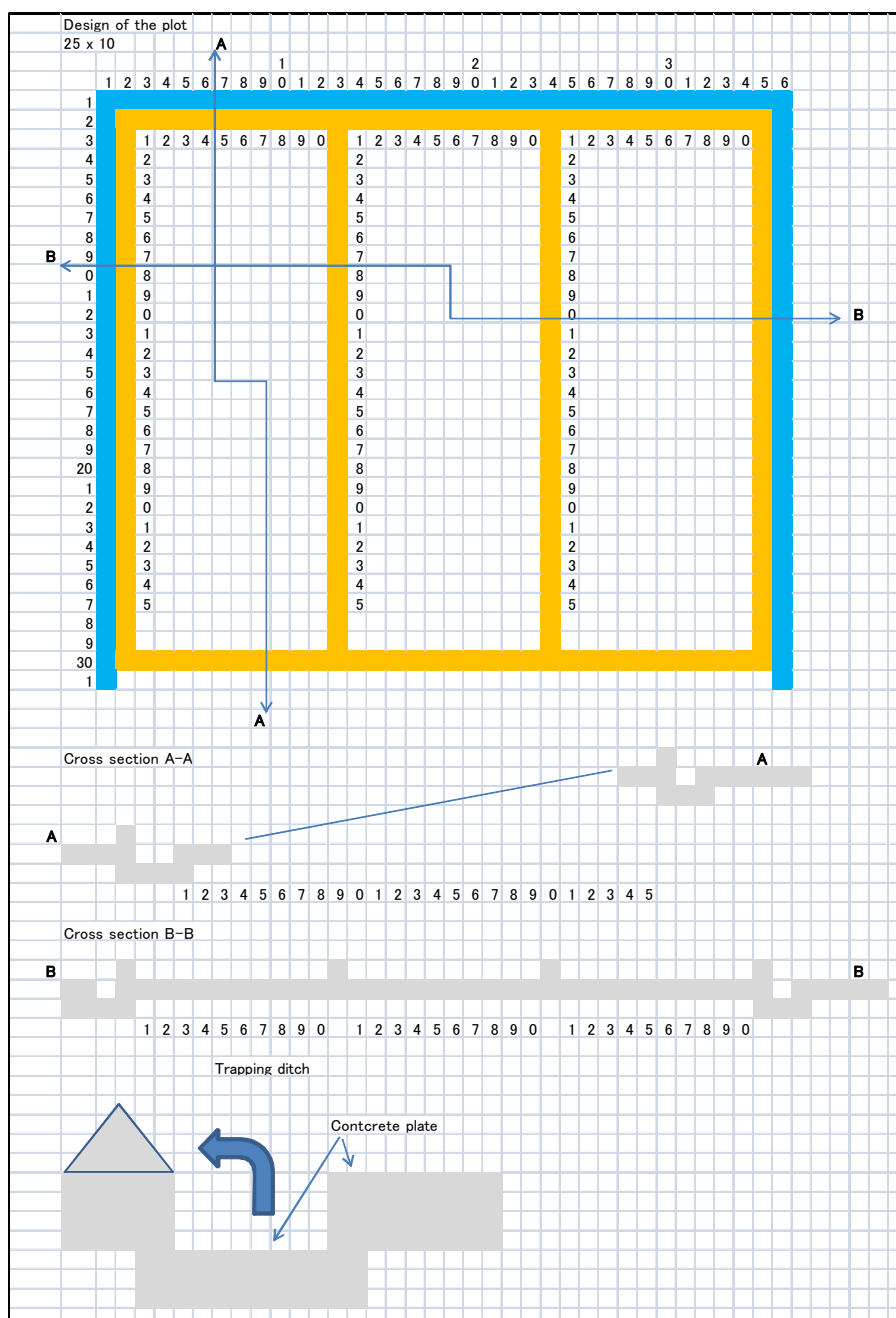 Design of the plot
25 x 10
A
1 2 3
1 2 3 4 5 6 7 8 9 0 1 2 3 4 5 6 7 8 9 0 1 2 3 4 5 6 7 8 9 0 1 2 3 4 5 6
1
2
3 1 2 3 4 5 6 7 8 9 0 1 2 3 4 5 6 7 8 9 0 1 2 3 4 5 6 7 8 9 0
4 2 2 2
5 3 3 3
6 4 4 4
7 5 5 5
8 6 6 6
B 9 7 7 7
0 8 8 8
1 9 9 9
2 0 0 0 B
3 1 1 1
4 2 2 2
5 3 3 3
6 4 4 4
7 5 5 5
8 6 6 6
9 7 7 7
20 8 8 8
1 9 9 9
2 0 0 0
3 1 1 1
4 2 2 2
5 3 3 3
6 4 4 4
7 5 5 5
8
9
30
1
A
Cross section A-A
A
A
1 2 3 4 5 6 7 8 9 0 1 2 3 4 5 6 7 8 9 0 1 2 3 4 5
Cross section B-B
B B
1 2 3 4 5 6 7 8 9 0 1 2 3 4 5 6 7 8 9 0 1 2 3 4 5 6 7 8 9 0
Trapping ditch
Contcrete plate